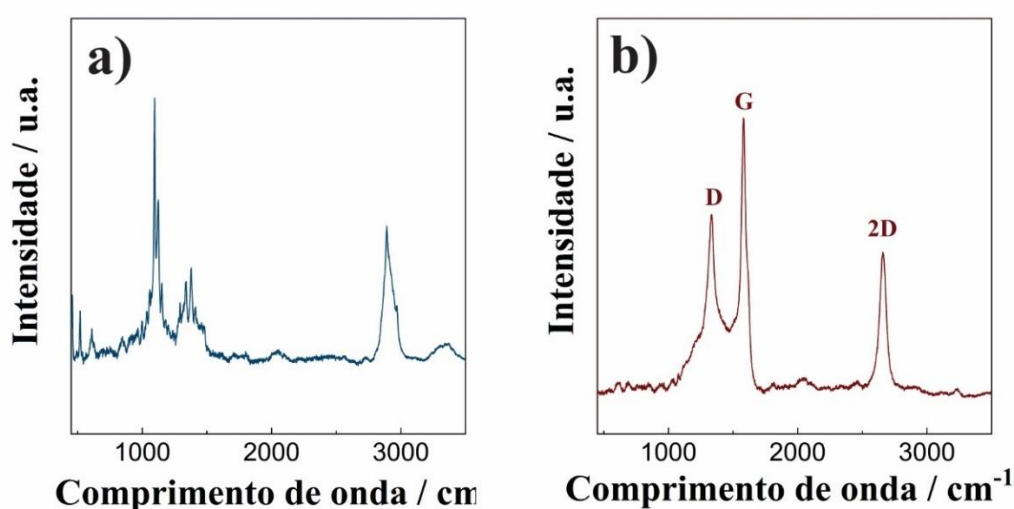 a)
Intensidade / u.a.
1000 2000 3000
Comprimento de onda / cm
b)
Intensidade / u.a.
D
G
2D
1000 2000 3000
Comprimento de onda / cm⁻¹